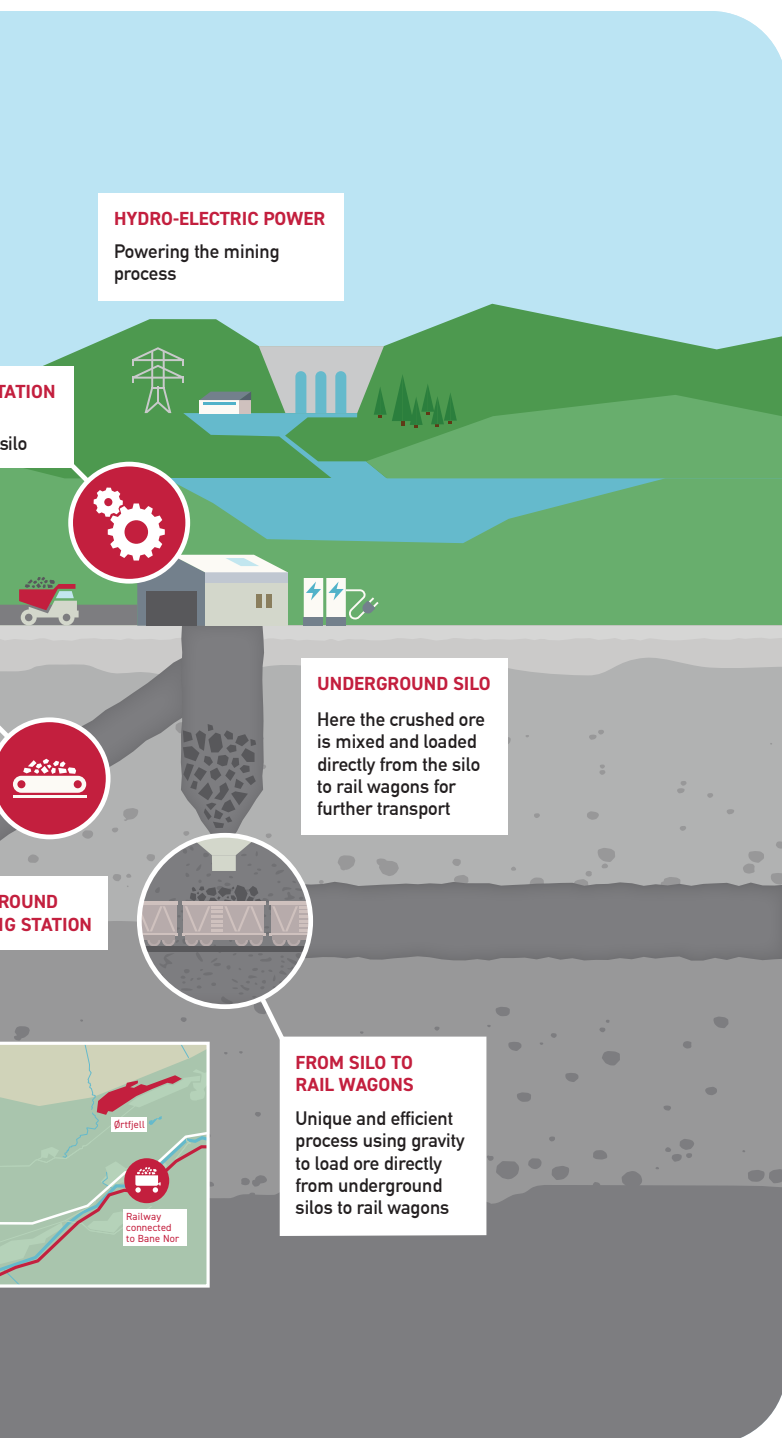 HYDRO-ELECTRIC POWER
Powering the mining
process
TATION
silo
UNDERGROUND SILO
Here the crushed ore
is mixed and loaded
directly from the silo
to rail wagons for
further transport
ROUND
NG STATION
FROM SILO TO
RAIL WAGONS
Unique and efficient
process using gravity
to load ore directly
from underground
silos to rail wagons
Ørtfjell
Railway
connected
to Bane Nor